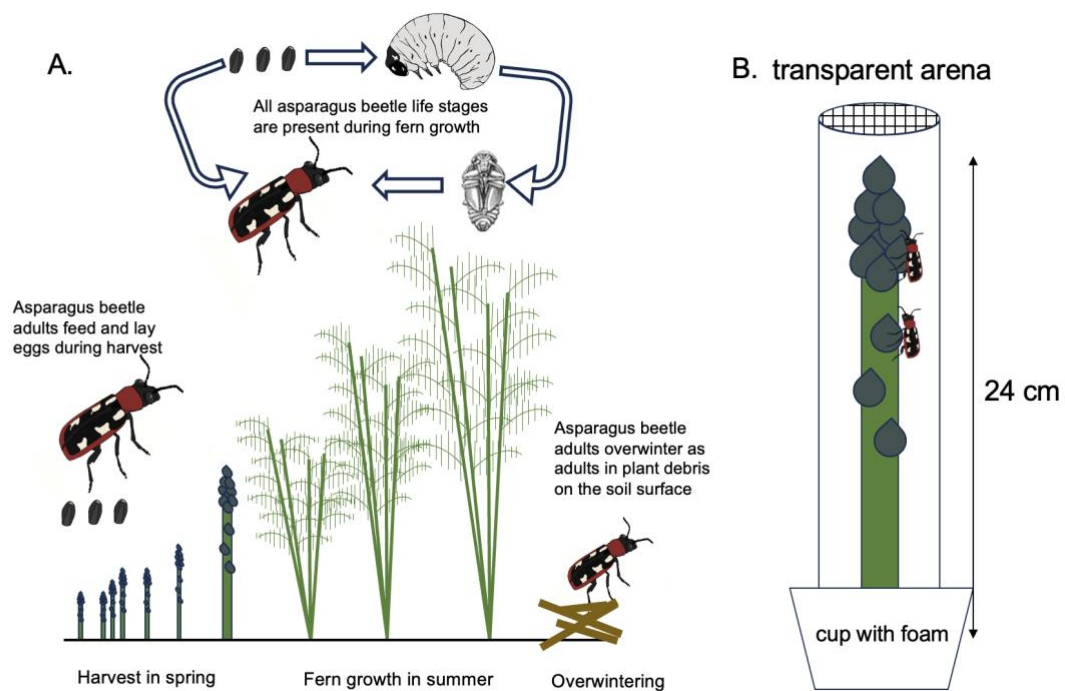 A.
All asparagus beetle life stages
are present during fern growth
Asparagus beetle
adults feed and lay
eggs during harvest
Asparagus beetle
adults overwinter as
adults in plant debris
on the soil surface
Harvest in spring
Fern growth in summer
Overwintering
B. transparent arena
24 cm
cup with foam